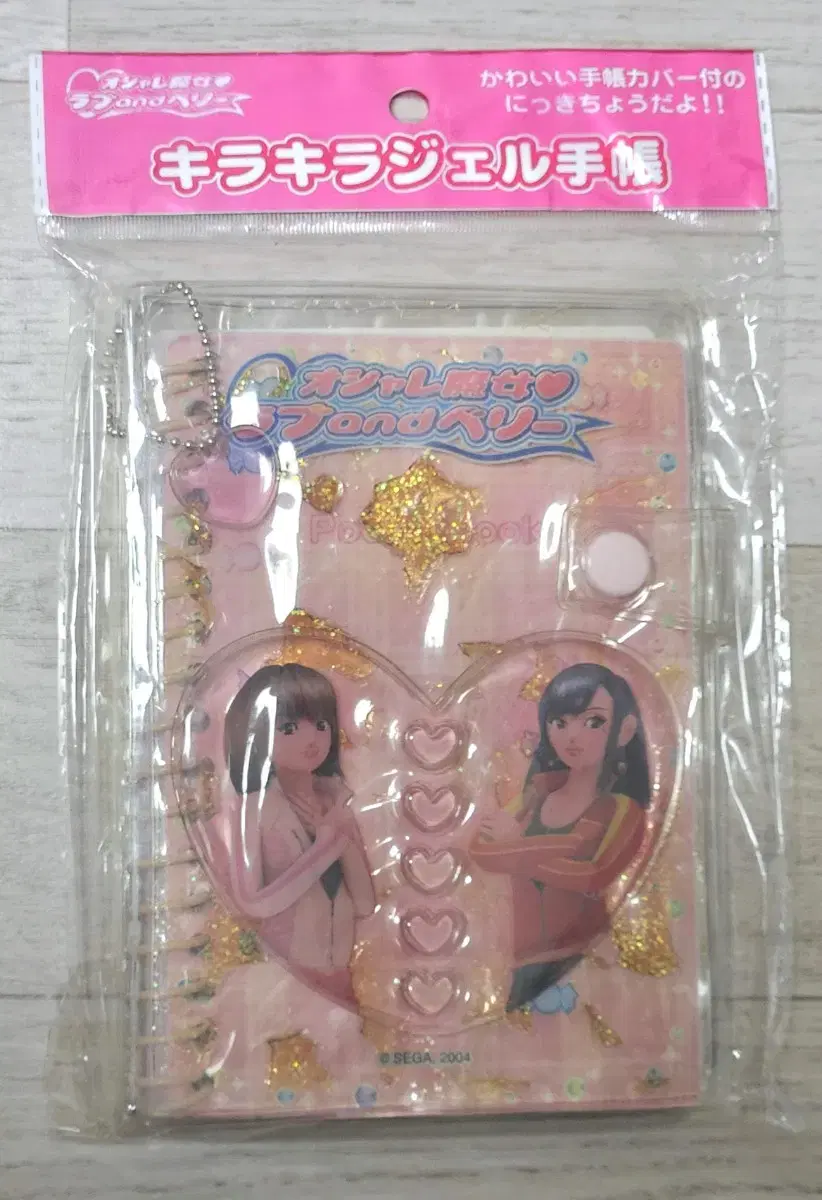 オシャレ魔女♥
ラブandベリー
かわいい手帳カバー付の
にっきちょうだよ!!
キラキラジェル手帳
オシャレ魔女♥
ラブandベリー
© SEGA, 2004